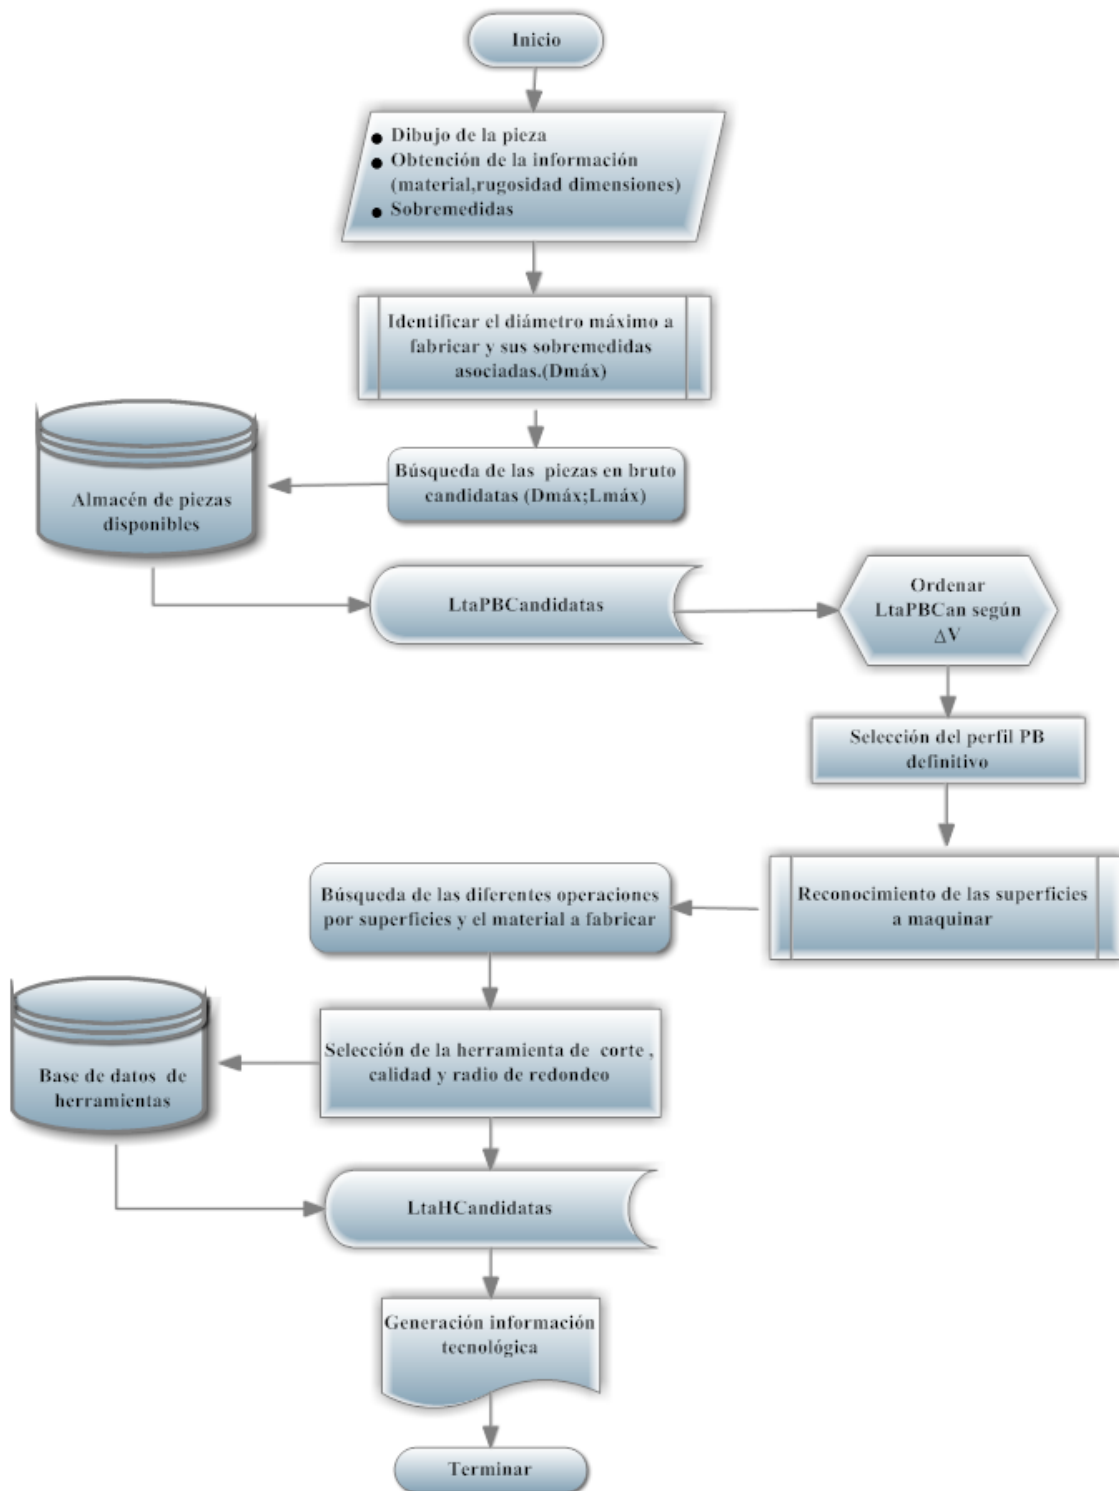 Inicio
Dibujo de la pieza
Obtención de la información
(material,rugosidad dimensiones)
Sobremedidas
Identificar el diámetro máximo a
fabricar y sus sobremedidas
asociadas.(Dmáx)
Búsqueda de las piezas en bruto
candidatas (Dmáx;Lmáx)
Almacén de piezas
disponibles
LtaPBCandidatas
Ordenar
LtaPBCan según
∆V
Selección del perfil PB
definitivo
Reconocimiento de las superficies
a maquinar
Búsqueda de las diferentes operaciones
por superficies y el material a fabricar
Selección de la herramienta de corte ,
calidad y radio de redondeo
Base de datos de
herramientas
LtaHCandidatas
Generación información
tecnológica
Terminar